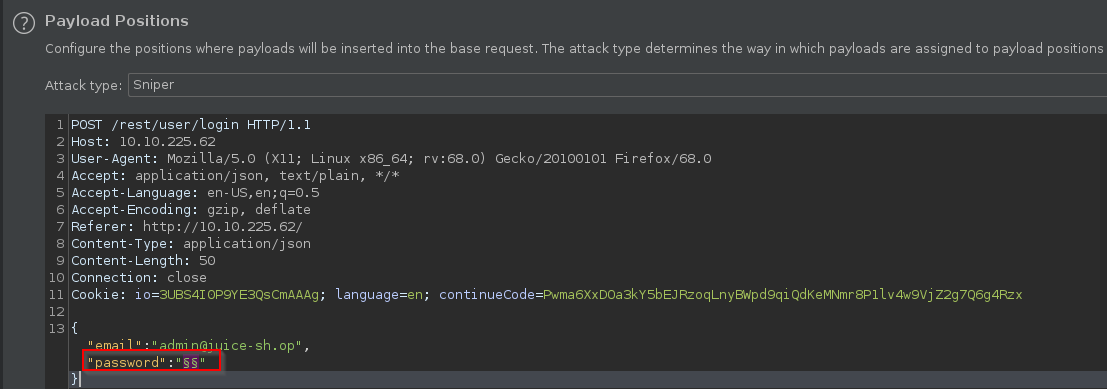 ? Payload Positions
Configure the positions where payloads will be inserted into the base request. The attack type determines the way in which payloads are assigned to payload positions
Attack type: Sniper
1 POST /rest/user/login HTTP/1.1
2 Host: 10.10.225.62
3 User-Agent: Mozilla/5.0 (X11; Linux x86_64; rv:68.0) Gecko/20100101 Firefox/68.0
4 Accept: application/json, text/plain, */*
5 Accept-Language: en-US,en;q=0.5
6 Accept-Encoding: gzip, deflate
7 Referer: http://10.10.225.62/
8 Content-Type: application/json
9 Content-Length: 50
10 Connection: close
11 Cookie: io=3UBS4I0P9YE3QsCmAAAg; language=en; continueCode=Pwma6XxDOa3kY5bEJRzoqLnyBWpd9qiQdKeMNmr8P1lv4w9VjZ2g7Q6g4Rzx
12
13 {
"email":"admin@juice-sh.op",
"password":"§§"
}